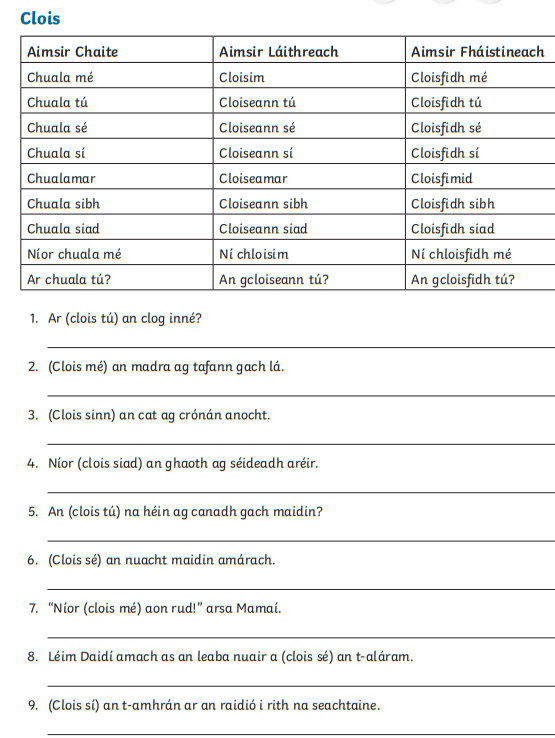 Clois
Aimsir Chaite Aimsir Láithreach Aimsir Fháistineach
Chuala mé Cloisim Cloisfidh mé
Chuala tú Cloiseann tú Cloisfidh tú
Chuala sé Cloiseann sé Cloisfidh sé
Chuala sí Cloiseann sí Cloisfidh sí
Chualamar Cloiseamar Cloisfimid
Chuala sibh Cloiseann sibh Cloisfidh sibh
Chuala siad Cloiseann siad Cloisfidh siad
Níor chuala mé Ní chloisim Ní chloisfidh mé
Ar chuala tú? An gcloiseann tú? An gcloisfidh tú?
1. Ar (clois tú) an clog inné?
2. (Clois mé) an madra ag tafann gach lá.
3. (Clois sinn) an cat ag crónán anocht.
4. Níor (clois siad) an ghaoth ag séideadh aréir.
5. An (clois tú) na héin ag canadh gach maidin?
6. (Clois sé) an nuacht maidin amárach.
7. “Níor (clois mé) aon rud!” arsa Mamaí.
8. Léim Daidí amach as an leaba nuair a (clois sé) an t-aláram.
9. (Clois sí) an t-amhrán ar an raidió i rith na seachtaine.